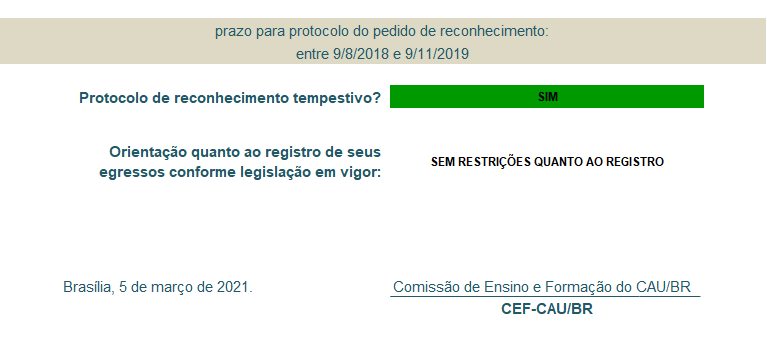 prazo para protocolo do pedido de reconhecimento:
entre 9/8/2018 e 9/11/2019
Protocolo de reconhecimento tempestivo? SIM
Orientação quanto ao registro de seus
egressos conforme legislação em vigor: SEM RESTRIÇÕES QUANTO AO REGISTRO
Brasília, 5 de março de 2021. Comissão de Ensino e Formação do CAU/BR
CEF-CAU/BR